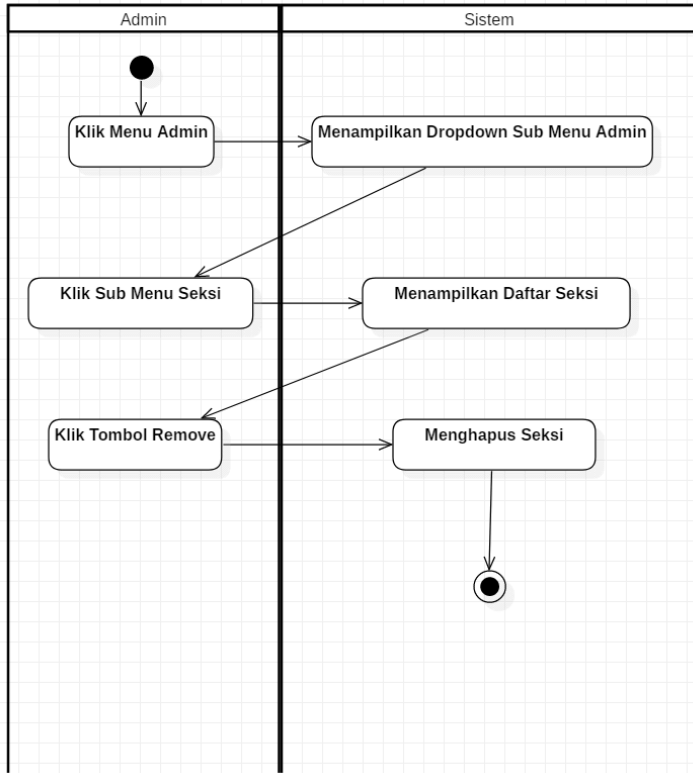 Admin
Sistem
Klik Menu Admin
Menampilkan Dropdown Sub Menu Admin
Klik Sub Menu Seksi
Menampilkan Daftar Seksi
Klik Tombol Remove
Menghapus Seksi